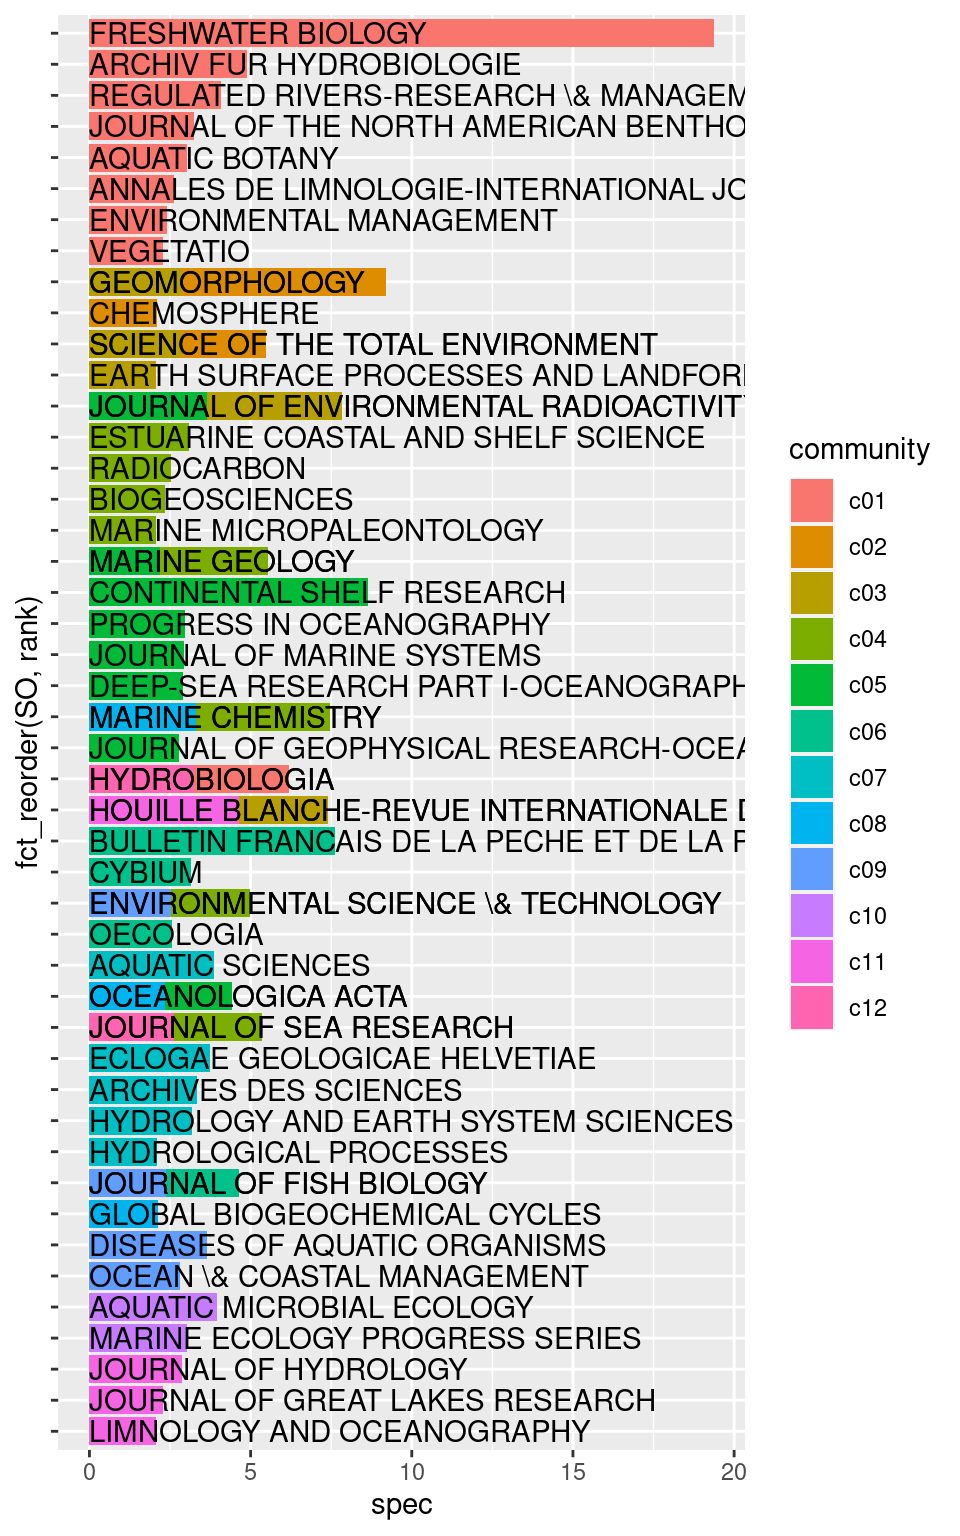 FRESHWATER BIOLOGY
ARCHIV FUR HYDROBIOLOGIE
REGULATED RIVERS-RESEARCH \& MANAGEM
JOURNAL OF THE NORTH AMERICAN BENTHO
AQUATIC BOTANY
ANNALES DE LIMNOLOGIE-INTERNATIONAL JO
ENVIRONMENTAL MANAGEMENT
VEGETATIO
GEOMORPHOLOGY
CHEMOSPHERE
SCIENCE OF THE TOTAL ENVIRONMENT
EARTH SURFACE PROCESSES AND LANDFOR
JOURNAL OF ENVIRONMENTAL RADIOACTIVIT
ESTUARINE COASTAL AND SHELF SCIENCE
RADIOCARBON
BIOGEOSCIENCES
MARINE MICROPALEONTOLOGY
MARINE GEOLOGY
CONTINENTAL SHELF RESEARCH
PROGRESS IN OCEANOGRAPHY
JOURNAL OF MARINE SYSTEMS
DEEP-SEA RESEARCH PART I-OCEANOGRAPH
MARINE CHEMISTRY
JOURNAL OF GEOPHYSICAL RESEARCH-OCEA
HYDROBIOLOGIA
HOUILLE BLANCHE-REVUE INTERNATIONALE D
BULLETIN FRANCAIS DE LA PECHE ET DE LA P
CYBIUM
ENVIRONMENTAL SCIENCE \& TECHNOLOGY
OECOLOGIA
AQUATIC SCIENCES
OCEANOLOGICA ACTA
JOURNAL OF SEA RESEARCH
ECLOGAE GEOLOGICAE HELVETIAE
ARCHIVES DES SCIENCES
HYDROLOGY AND EARTH SYSTEM SCIENCES
HYDROLOGICAL PROCESSES
JOURNAL OF FISH BIOLOGY
GLOBAL BIOGEOCHEMICAL CYCLES
DISEASES OF AQUATIC ORGANISMS
OCEAN \& COASTAL MANAGEMENT
AQUATIC MICROBIAL ECOLOGY
MARINE ECOLOGY PROGRESS SERIES
JOURNAL OF HYDROLOGY
JOURNAL OF GREAT LAKES RESEARCH
LIMNOLOGY AND OCEANOGRAPHY
0 5 10 15 20
spec
fct_reorder(SO, rank)
community
c01
c02
c03
c04
c05
c06
c07
c08
c09
c10
c11
c12